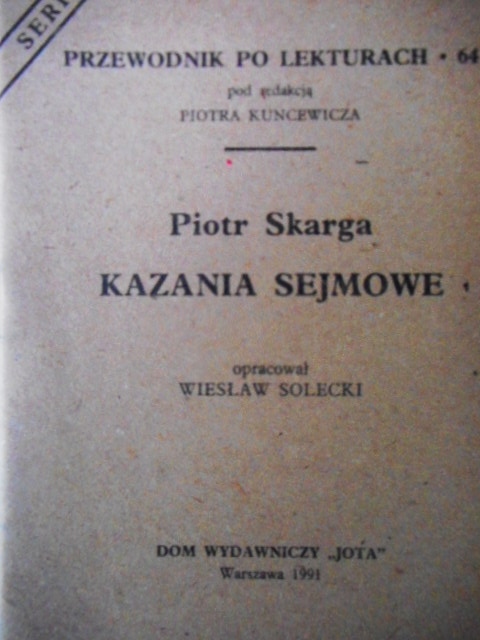 SERI
PRZEWODNIK PO LEKTURACH • 64
pod redakcją
PIOTRA KUNCEWICZA
Piotr Skarga
KAZANIA SEJMOWE
opracował
WIESŁAW SOLECKI
DOM WYDAWNICZY „JOTA”
Warszawa 1991